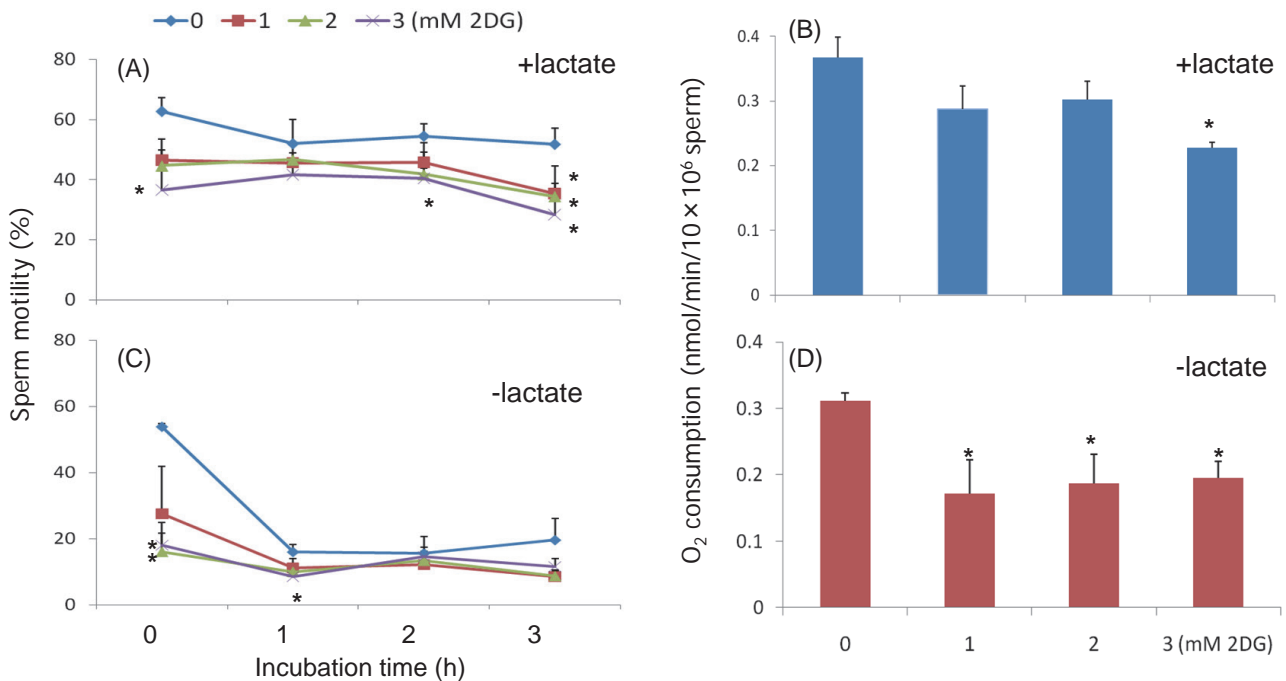 0 1 2 3 (mM 2DG)
(A) +lactate
80
60
40
20
0
*
*
*
*
*
(B) +lactate
0.4
0.3
0.2
0.1
0
*
(C) -lactate
80
60
40
20
0
*
*
*
0 1 2 3
Incubation time (h)
Sperm motility (%)
(D) -lactate
0.4
0.3
0.2
0.1
0
* * *
0 1 2 3 (mM 2DG)
O₂ consumption (nmol/min/10 × 10⁶ sperm)